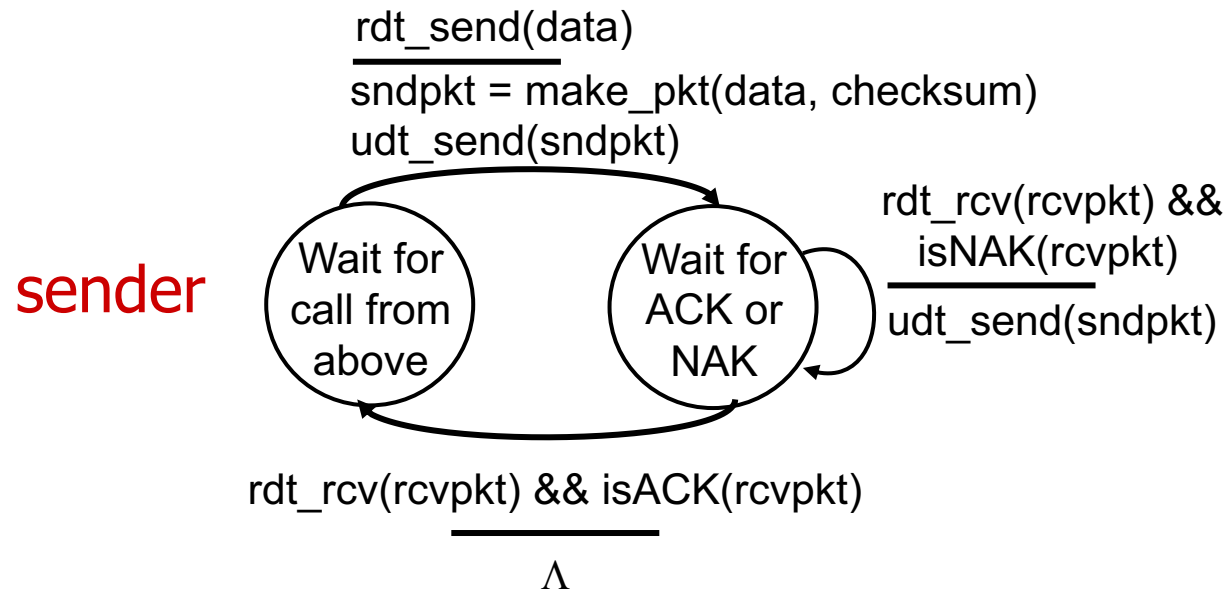 rdt_send(data)
sndpkt = make_pkt(data, checksum)
udt_send(sndpkt)
sender
Wait for
call from
above
Wait for
ACK or
NAK
rdt_rcv(rcvpkt) &&
isNAK(rcvpkt)
udt_send(sndpkt)
rdt_rcv(rcvpkt) && isACK(rcvpkt)
Λ